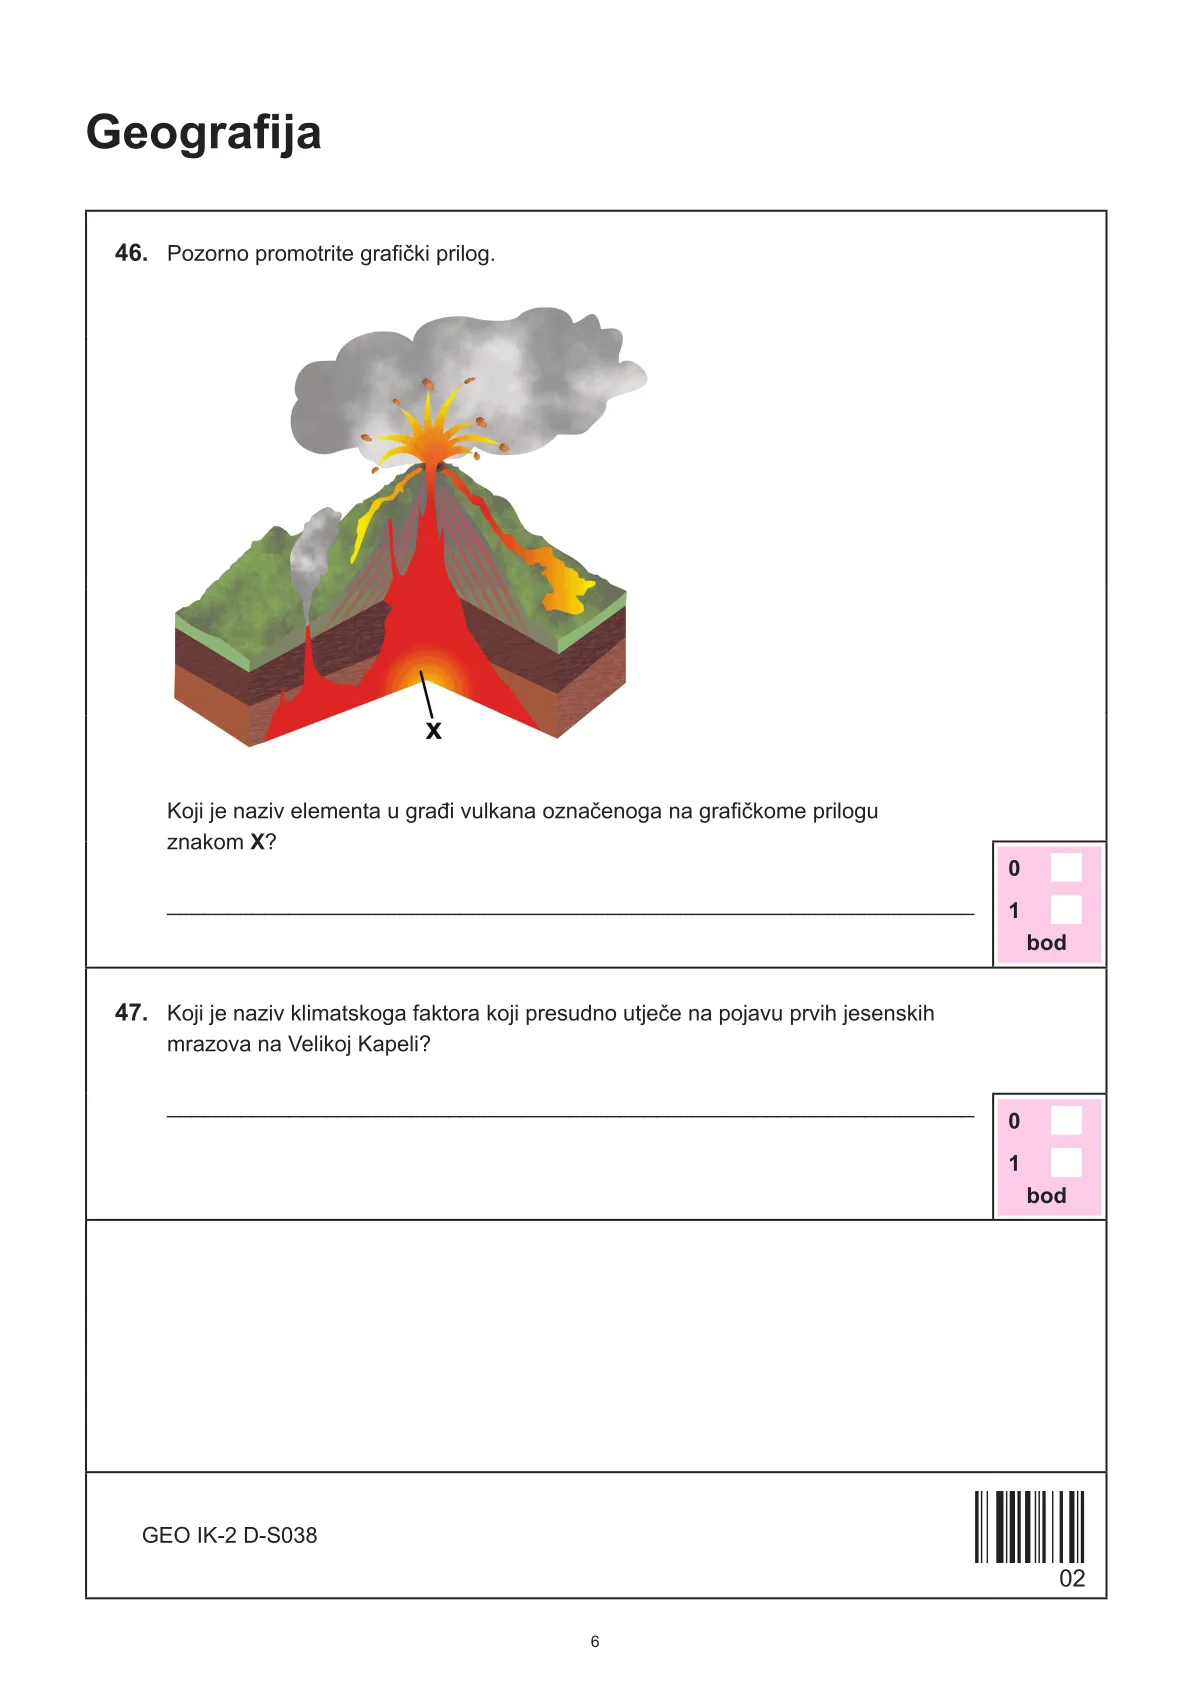 Geografija
46. Pozorno promotrite grafički prilog.
X
Koji je naziv elementa u građi vulkana označenoga na grafičkome prilogu
znakom X?
0
1
bod
47. Koji je naziv klimatskoga faktora koji presudno utječe na pojavu prvih jesenskih
mrazova na Velikoj Kapeli?
0
1
bod
GEO IK-2 D-S038
02
6